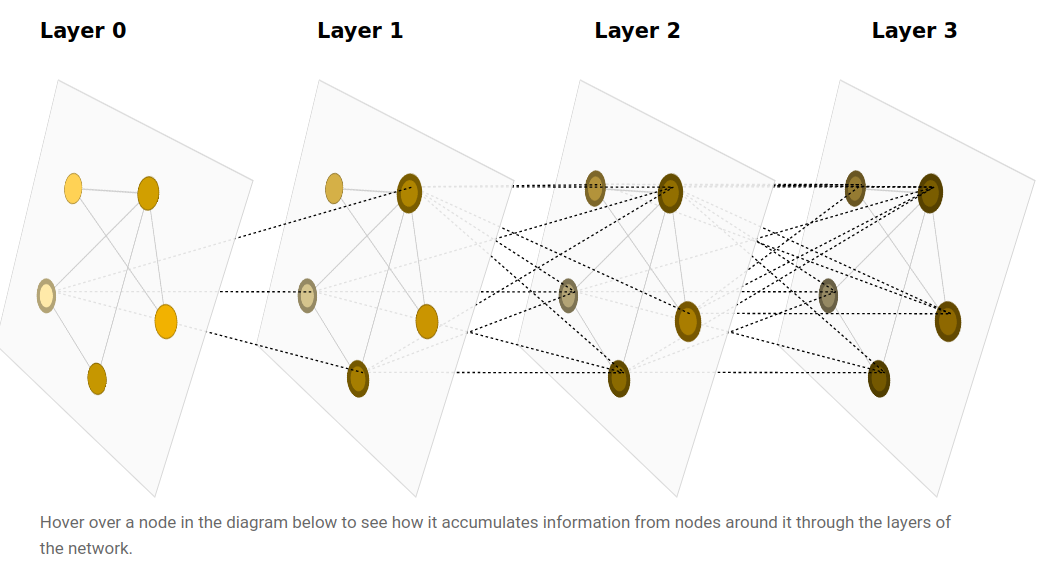 Layer 0 Layer 1 Layer 2 Layer 3
Hover over a node in the diagram below to see how it accumulates information from nodes around it through the layers of
the network.